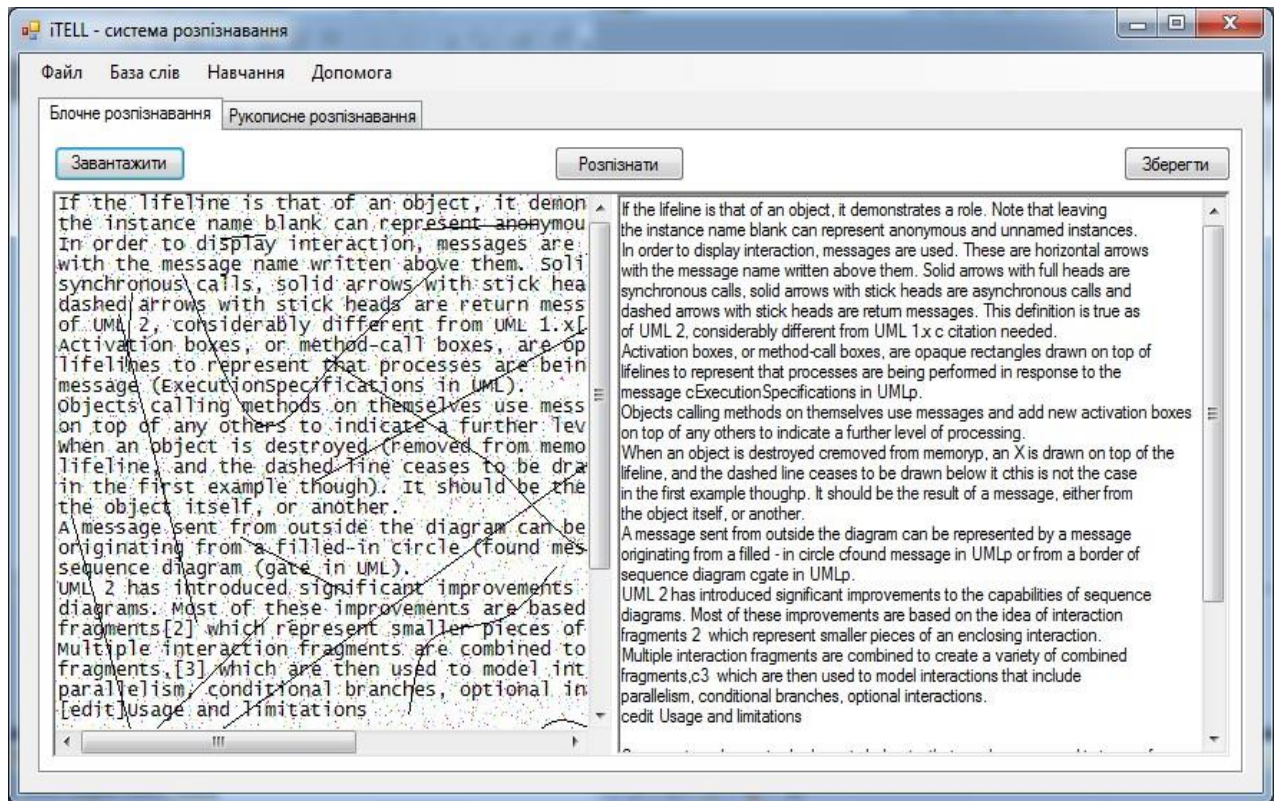 iTELL - система розпізнавання
Файл База слів Навчання Допомога
Блочне розпізнавання Рукописне розпізнавання
Завантажити Розпізнати Зберегти
If the lifeline is that of an object, it demon
the instance name blank can represent anonymou
In order to display interaction, messages are
with the message name written above them. Soli
synchronous calls, solid arrows with stick hea
dashed arrows with stick heads are return mess
of UML 2, considerably different from UML 1.x[
Activation boxes, or method-call boxes, are op
lifelines to represent that processes are bein
message (ExecutionSpecifications in UML).
Objects calling methods on themselves use mess
on top of any others to indicate a further lev
When an object is destroyed (removed from memo
lifeline, and the dashed line ceases to be dra
in the first example though). It should be the
the object itself, or another.
A message sent from outside the diagram can be
originating from a filled-in circle (found mes
sequence diagram (gate in UML).
UML 2 has introduced significant improvements
diagrams. Most of these improvements are based
fragments[2] which represent smaller pieces of
Multiple interaction fragments are combined to
fragments,[3] which are then used to model int
parallelism, conditional branches, optional in
[edit]Usage and limitations
If the lifeline is that of an object, it demonstrates a role. Note that leaving
the instance name blank can represent anonymous and unnamed instances.
In order to display interaction, messages are used. These are horizontal arrows
with the message name written above them. Solid arrows with full heads are
synchronous calls, solid arrows with stick heads are asynchronous calls and
dashed arrows with stick heads are return messages. This definition is true as
of UML 2, considerably different from UML 1.x c citation needed.
Activation boxes, or method-call boxes, are opaque rectangles drawn on top of
lifelines to represent that processes are being performed in response to the
message cExecutionSpecifications in UMLp.
Objects calling methods on themselves use messages and add new activation boxes
on top of any others to indicate a further level of processing.
When an object is destroyed cremoved from memoryp, an X is drawn on top of the
lifeline, and the dashed line ceases to be drawn below it cthis is not the case
in the first example thoughp. It should be the result of a message, either from
the object itself, or another.
A message sent from outside the diagram can be represented by a message
originating from a filled - in circle cfound message in UMLp or from a border of
sequence diagram cgate in UMLp.
UML 2 has introduced significant improvements to the capabilities of sequence
diagrams. Most of these improvements are based on the idea of interaction
fragments 2 which represent smaller pieces of an enclosing interaction.
Multiple interaction fragments are combined to create a variety of combined
fragments,c3 which are then used to model interactions that include
parallelism, conditional branches, optional interactions.
cedit Usage and limitations